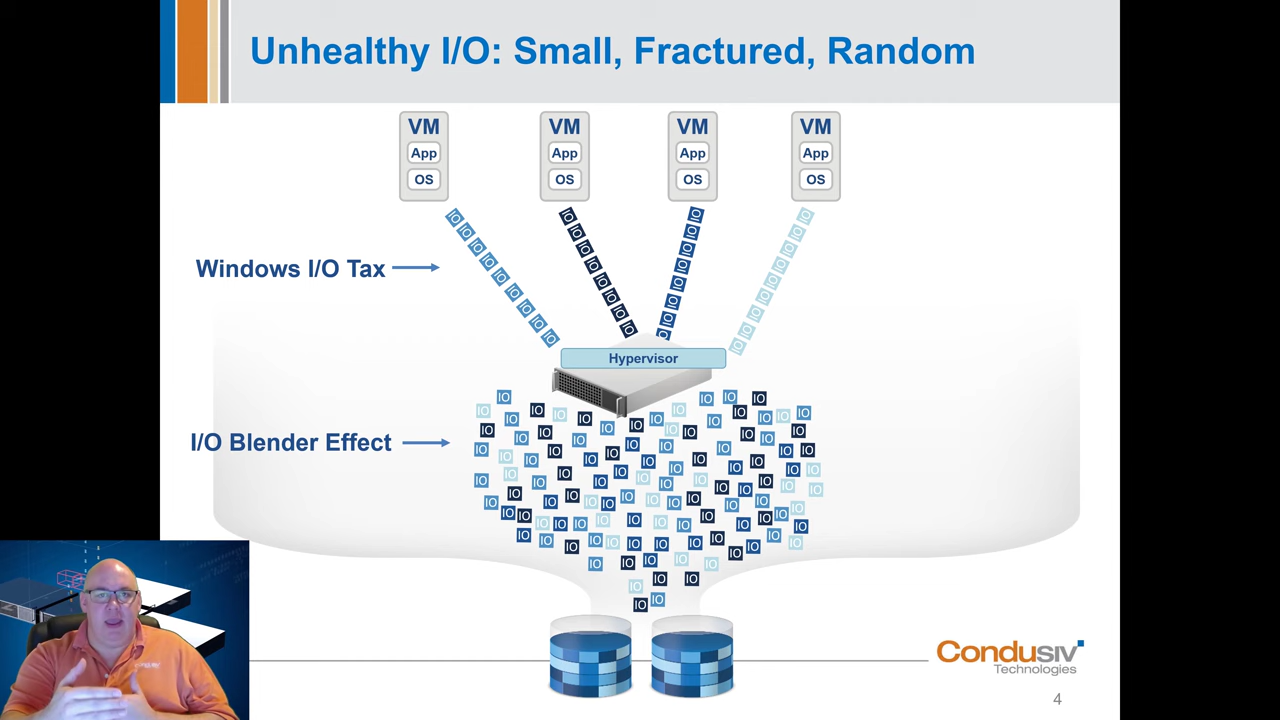 Unhealthy I/O: Small, Fractured, Random
VM VM VM VM
App App App App
OS OS OS OS
Windows I/O Tax
Hypervisor
I/O Blender Effect
Condusiv
Technologies
4